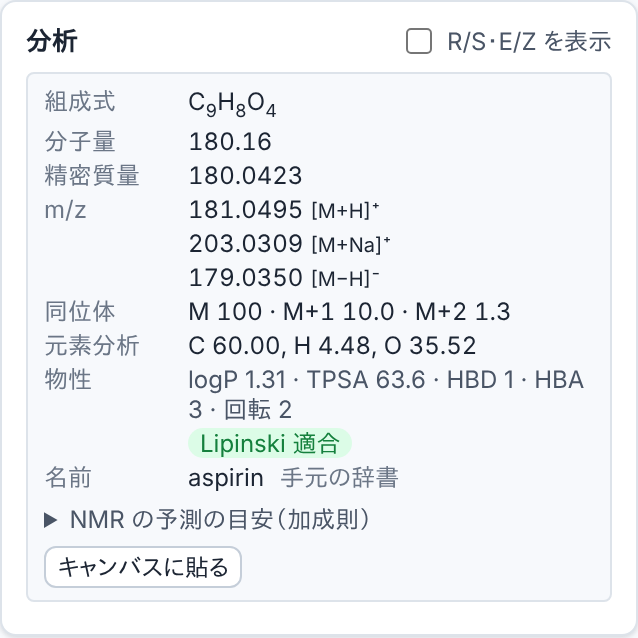 分析
R/S・E/Z を表示
組成式 C₉H₈O₄
分子量 180.16
精密質量 180.0423
m/z 181.0495 [M+H]⁺
203.0309 [M+Na]⁺
179.0350 [M−H]⁻
同位体 M 100 · M+1 10.0 · M+2 1.3
元素分析 C 60.00, H 4.48, O 35.52
物性 logP 1.31 · TPSA 63.6 · HBD 1 · HBA
3 · 回転 2
Lipinski 適合
名前 aspirin 手元の辞書
▶ NMR の予測の目安（加成則）
キャンバスに貼る